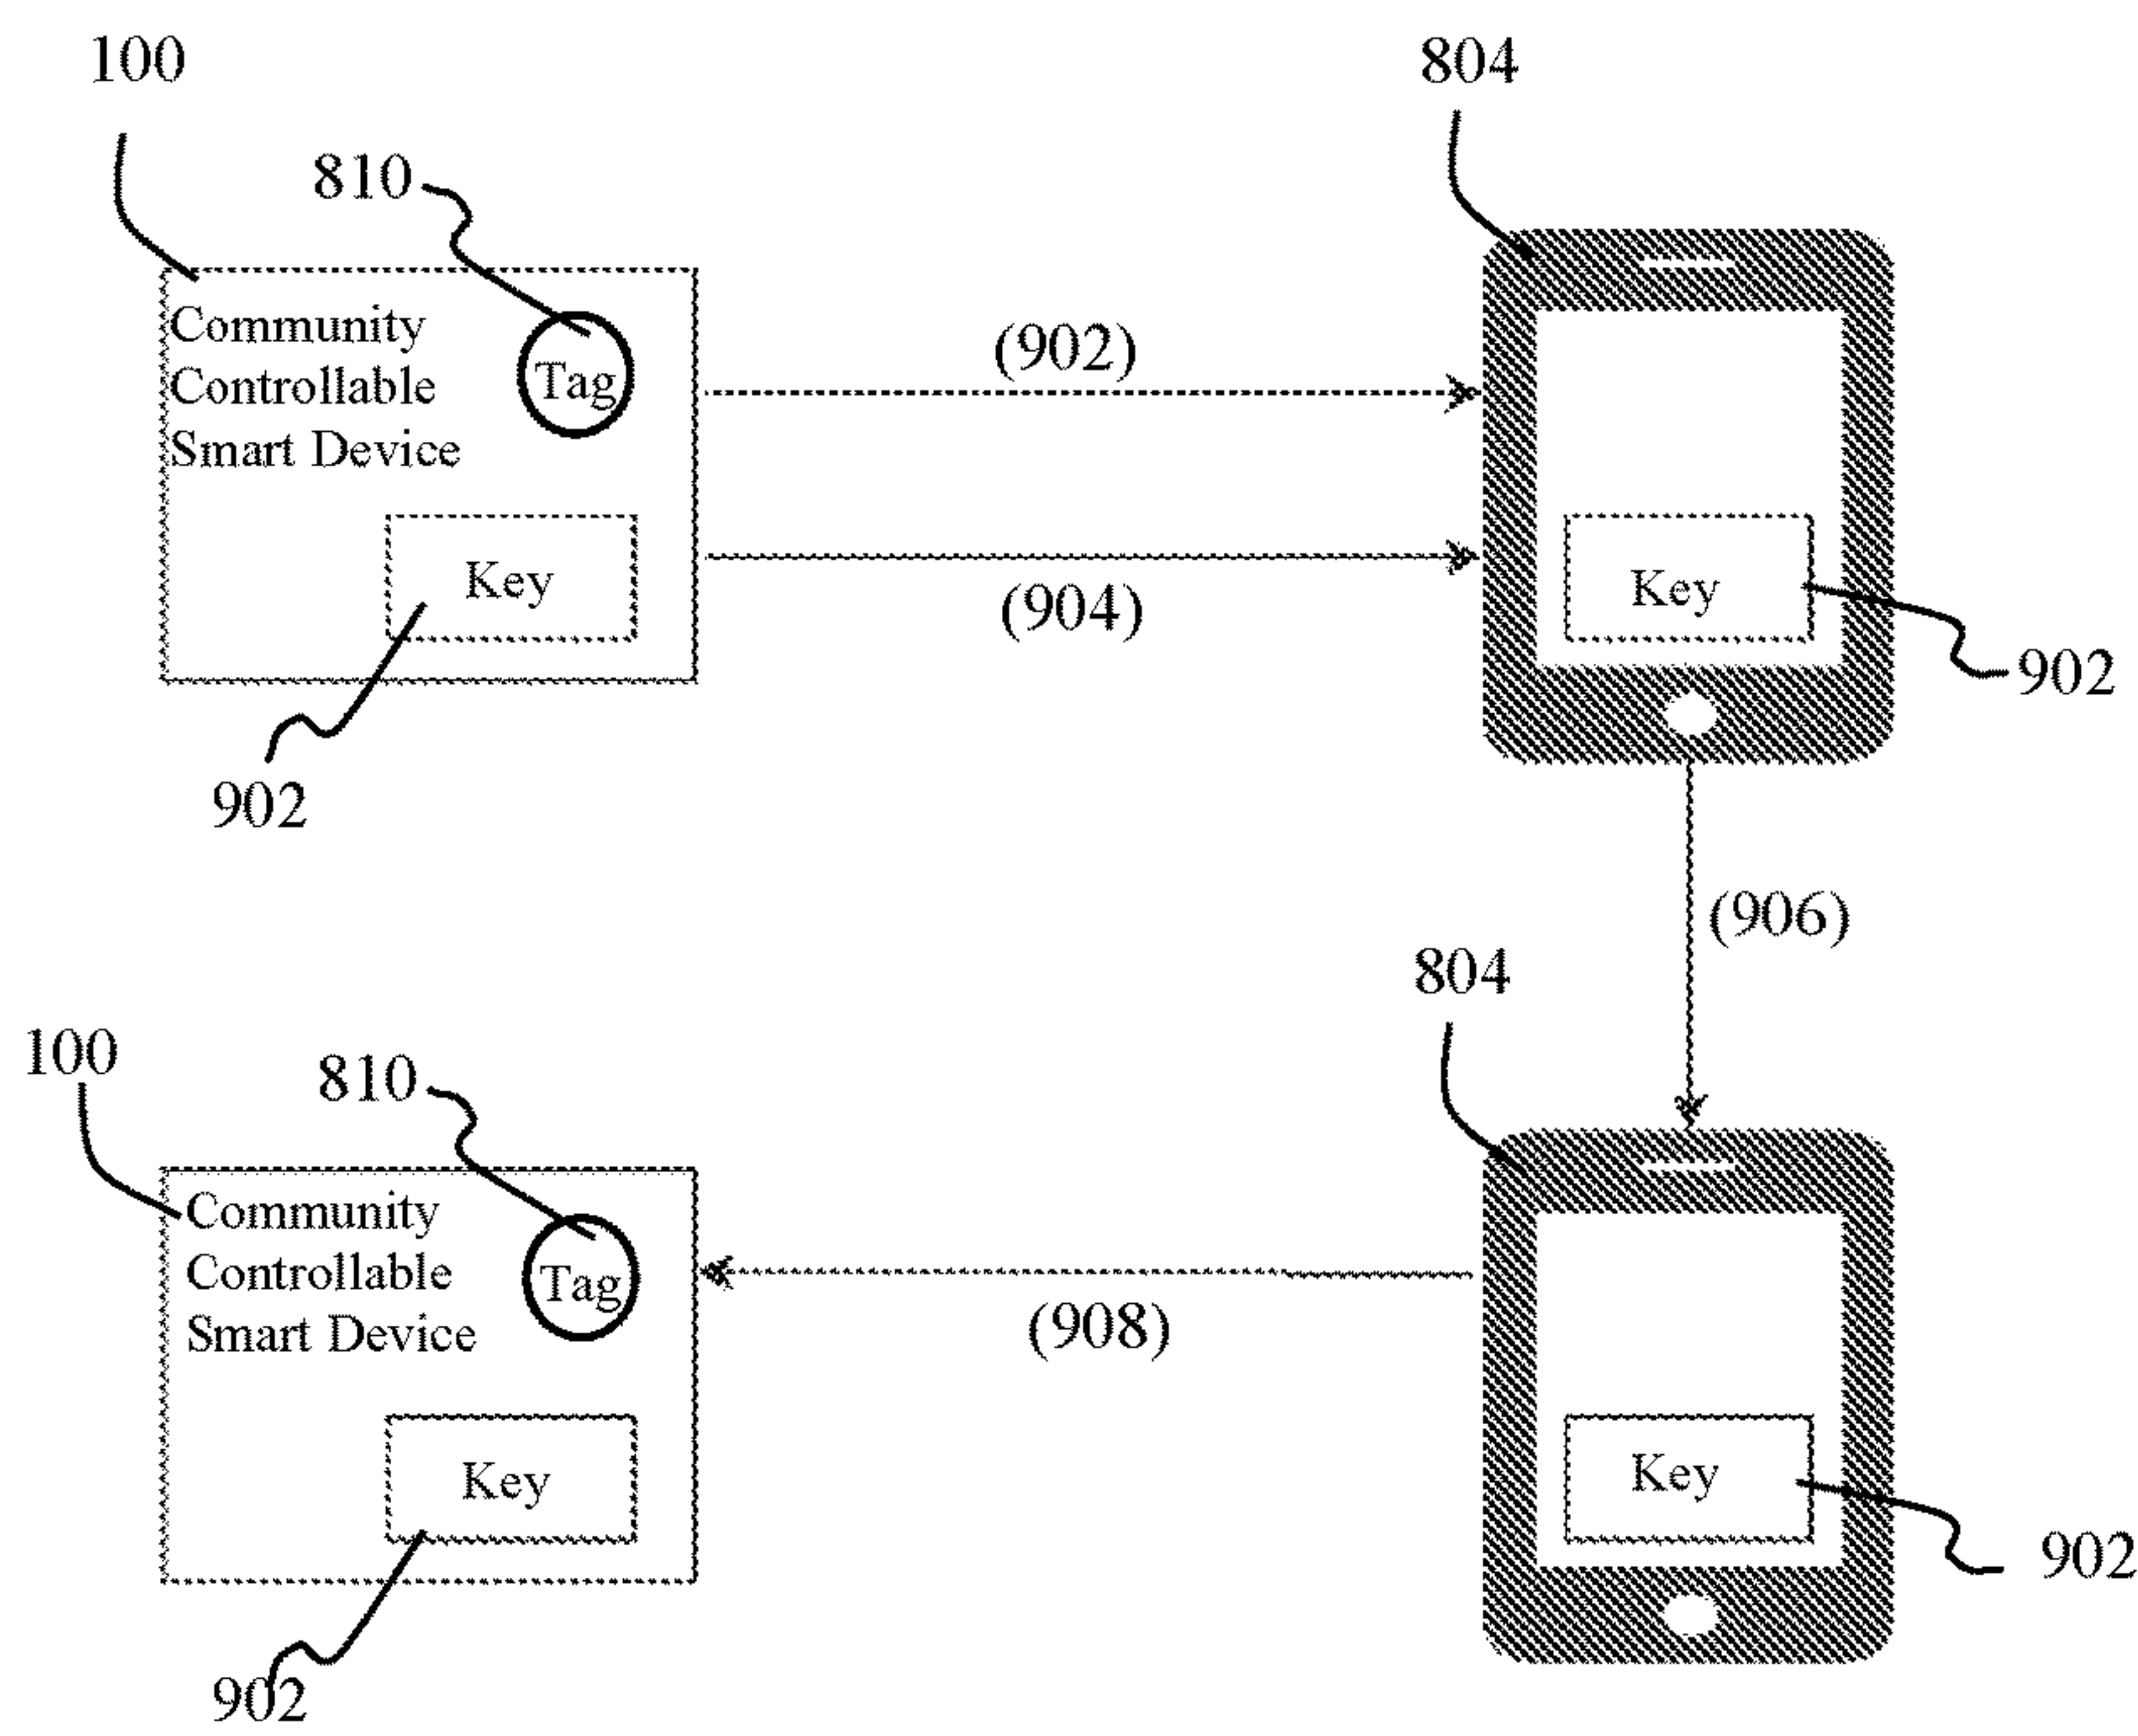 100
804
810
Community
Controllable
Smart Device
Tag
(902)
Key
(904)
Key
902
902
(906)
804
100
810
Community
Controllable
Smart Device
Tag
(908)
Key
Key
902
902